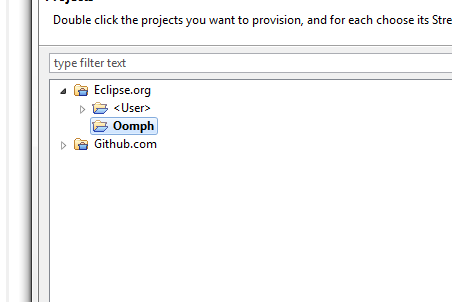 Double click the projects you want to provision, and for each choose its Stre
type filter text
Eclipse.org
<User>
Oomph
Github.com